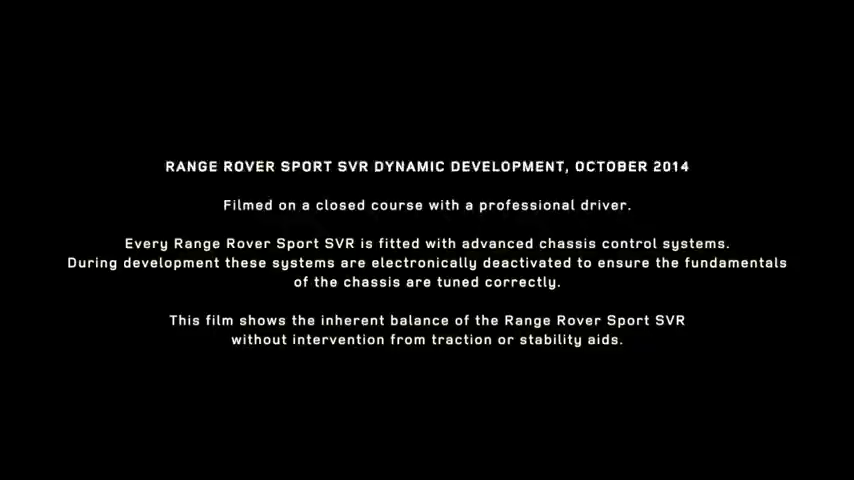 RANGE ROVER SPORT SVR DYNAMIC DEVELOPMENT, OCTOBER 2014
Filmed on a closed course with a professional driver.
Every Range Rover Sport SVR is fitted with advanced chassis control systems.
During development these systems are electronically deactivated to ensure the fundamentals
of the chassis are tuned correctly.
This film shows the inherent balance of the Range Rover Sport SVR
without intervention from traction or stability aids.